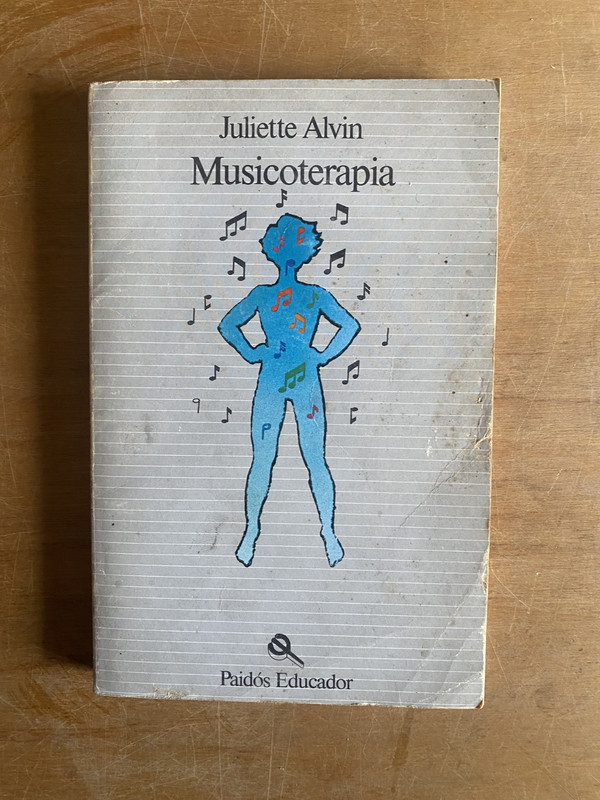 Juliette Alvin
Musicoterapia
Paidós Educador